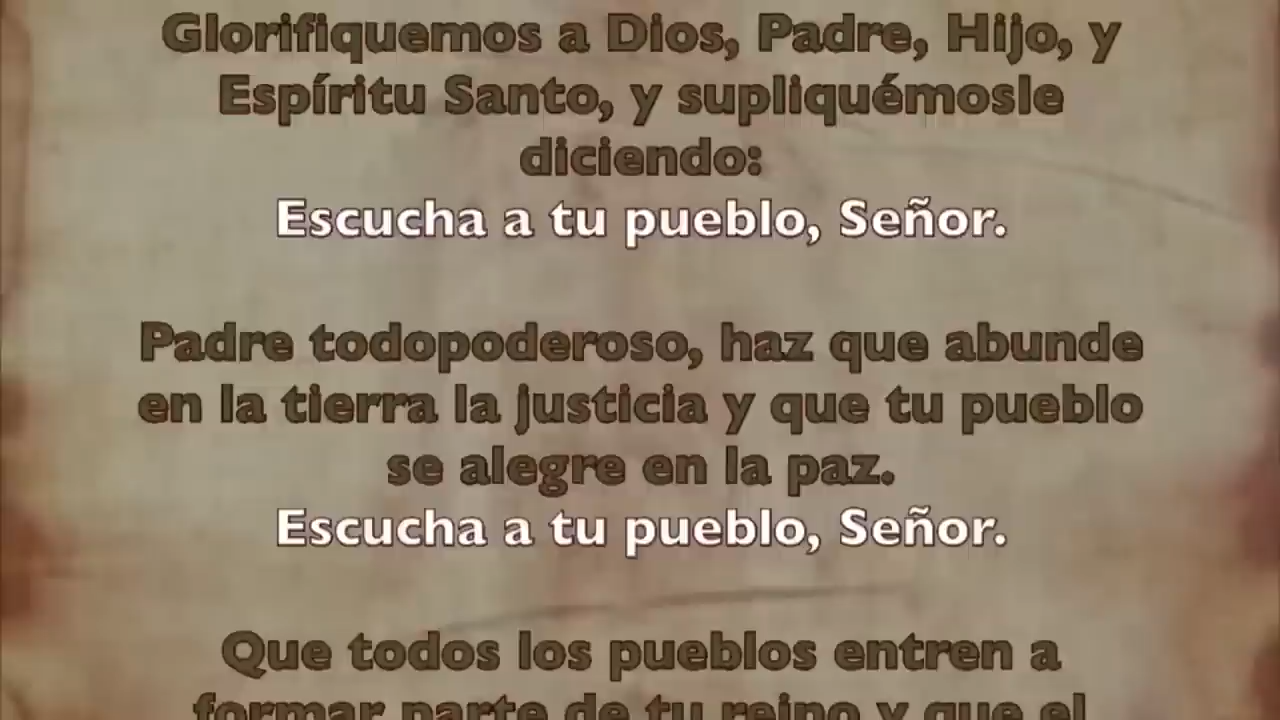 Glorifiquemos a Dios, Padre, Hijo, y
Espíritu Santo, y supliquémosle
diciendo:
Escucha a tu pueblo, Señor.
Padre todopoderoso, haz que abunde
en la tierra la justicia y que tu pueblo
se alegre en la paz.
Escucha a tu pueblo, Señor.
Que todos los pueblos entren a
formar parte de tu reino y que el